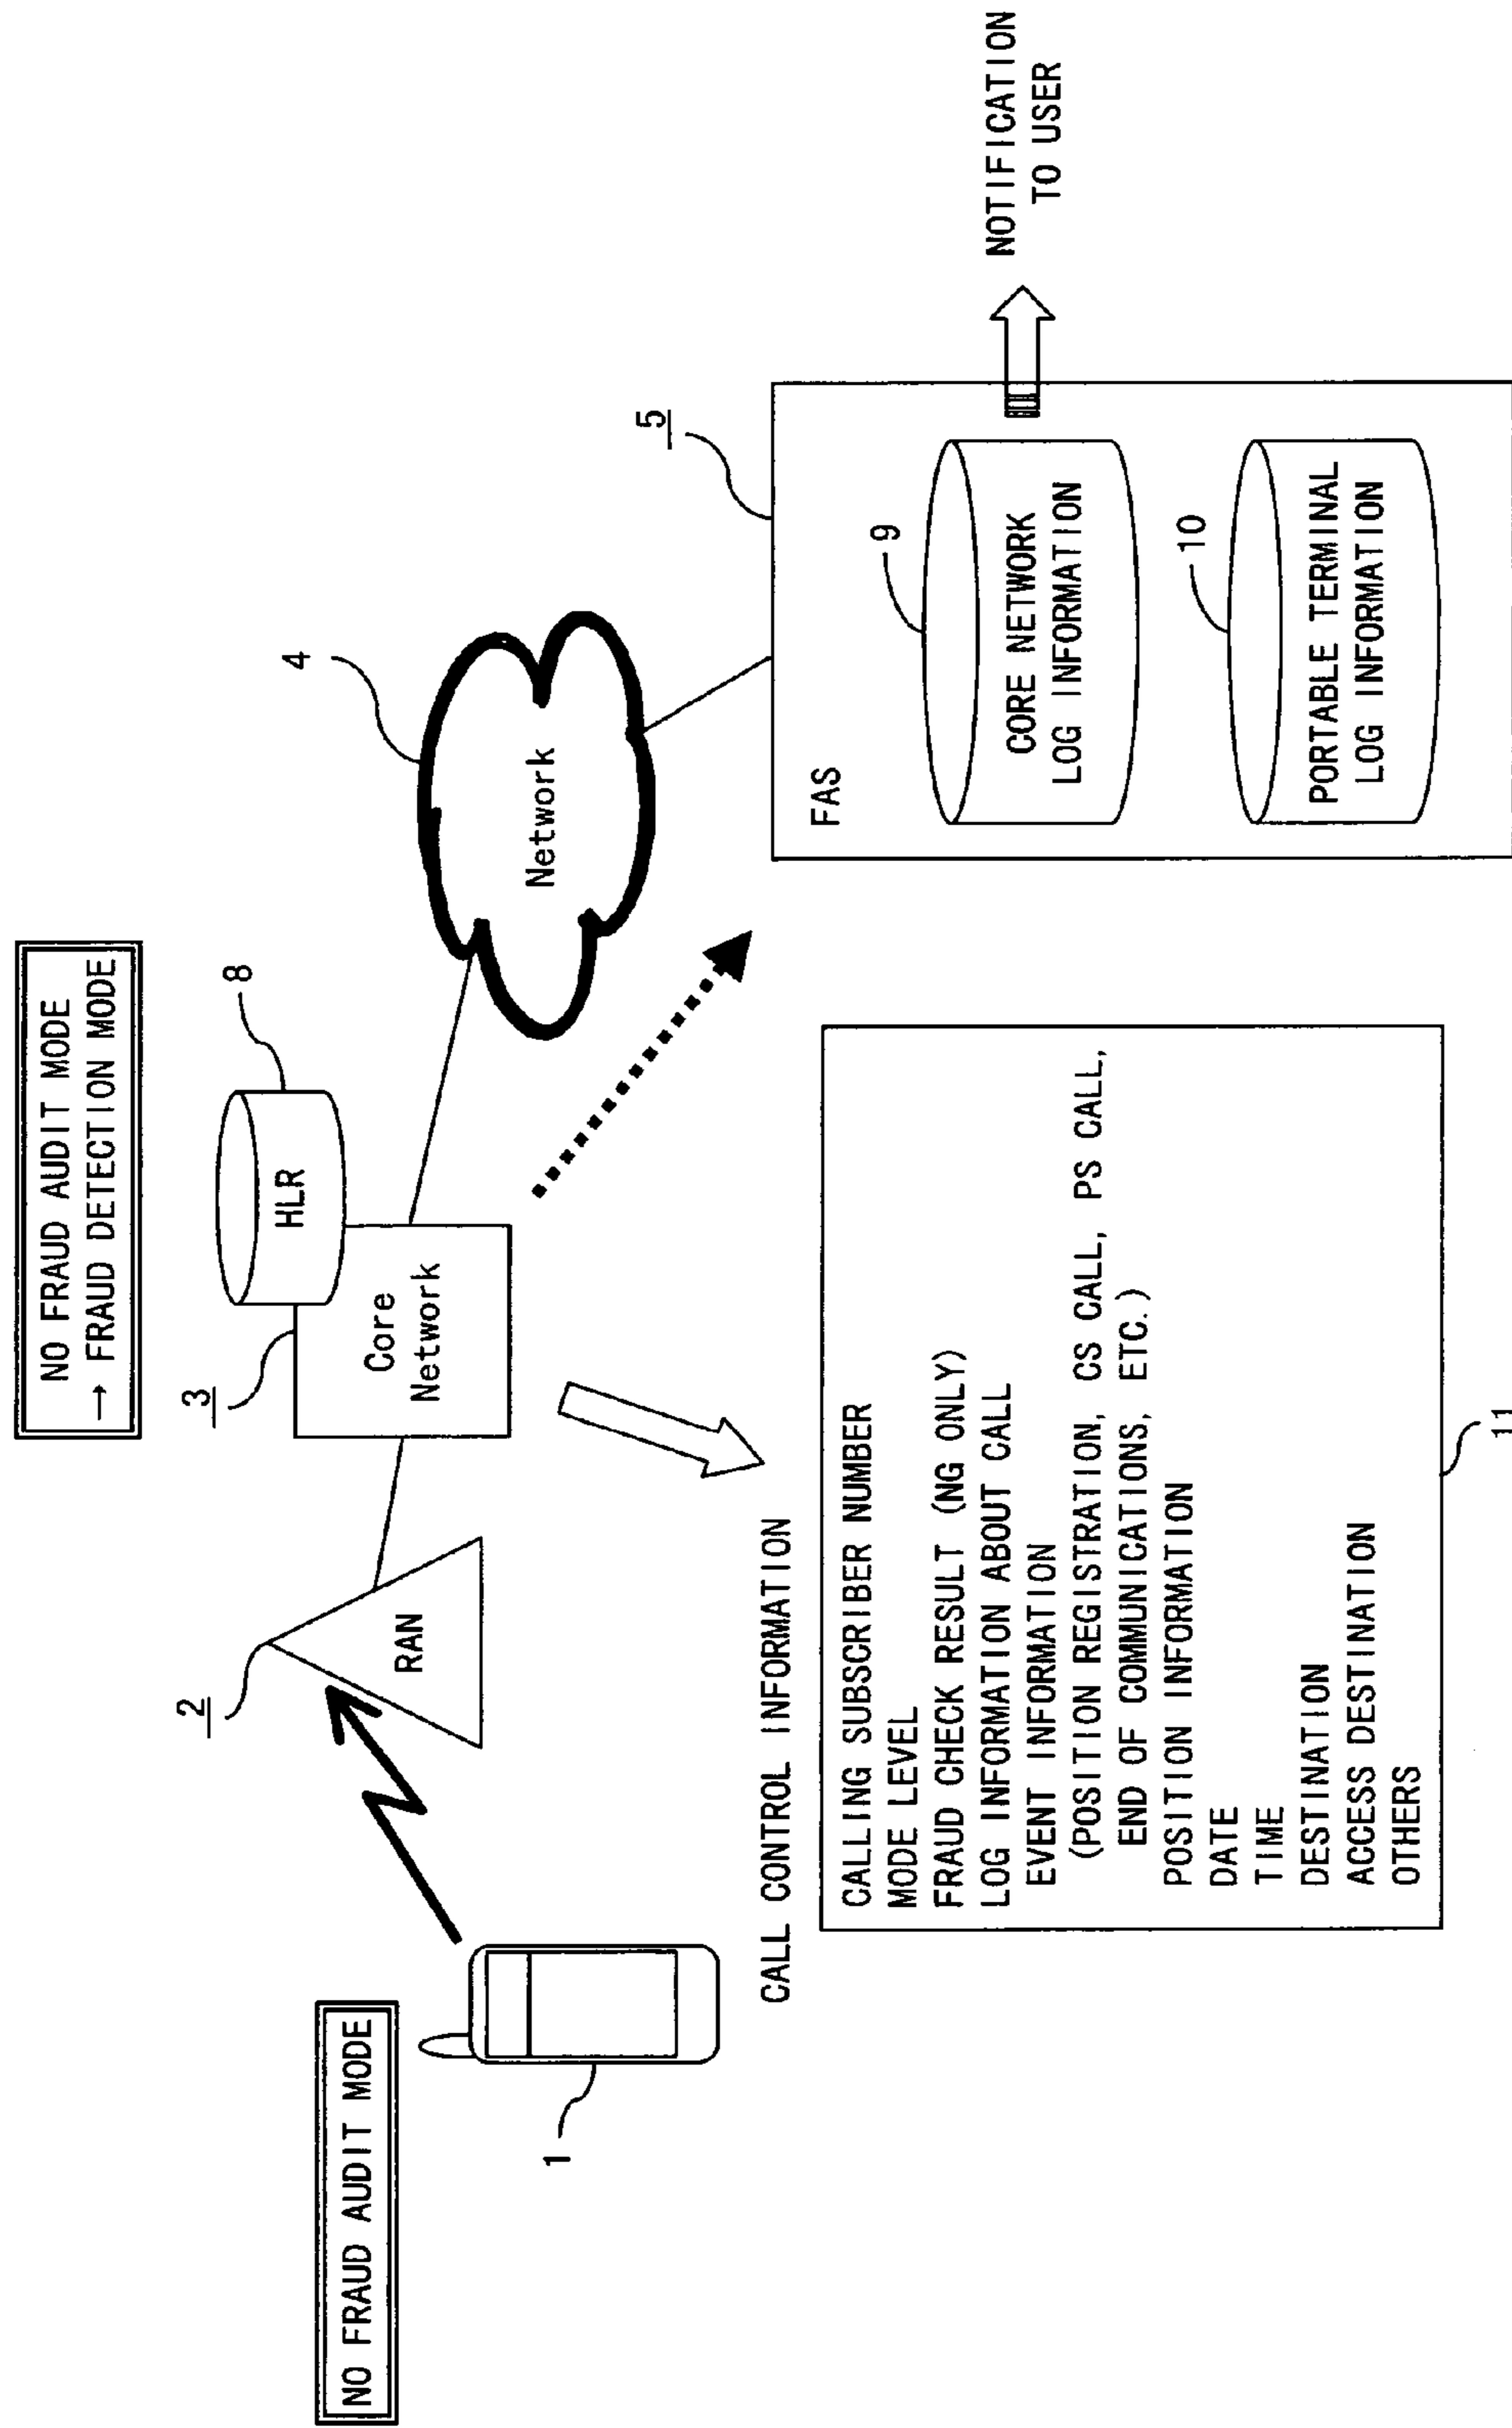 NO FRAUD AUDIT MODE
1
2
RAN
NO FRAUD AUDIT MODE
→ FRAUD DETECTION MODE
3
Core
Network
HLR
8
4
Network
5
FAS
9
CORE NETWORK
LOG INFORMATION
10
PORTABLE TERMINAL
LOG INFORMATION
NOTIFICATION
TO USER
CALL CONTROL INFORMATION
CALLING SUBSCRIBER NUMBER
MODE LEVEL
FRAUD CHECK RESULT (NG ONLY)
LOG INFORMATION ABOUT CALL
EVENT INFORMATION
(POSITION REGISTRATION, CS CALL, PS CALL,
END OF COMMUNICATIONS, ETC.)
POSITION INFORMATION
DATE
TIME
DESTINATION
ACCESS DESTINATION
OTHERS
11